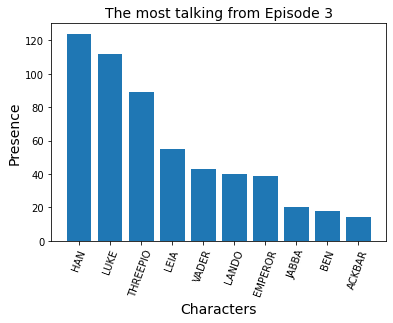 The most talking from Episode 3
Presence
120
100
80
60
40
20
0
HAN
LUKE
THREEPIO
LEIA
VADER
LANDO
EMPEROR
JABBA
BEN
ACKBAR
Characters